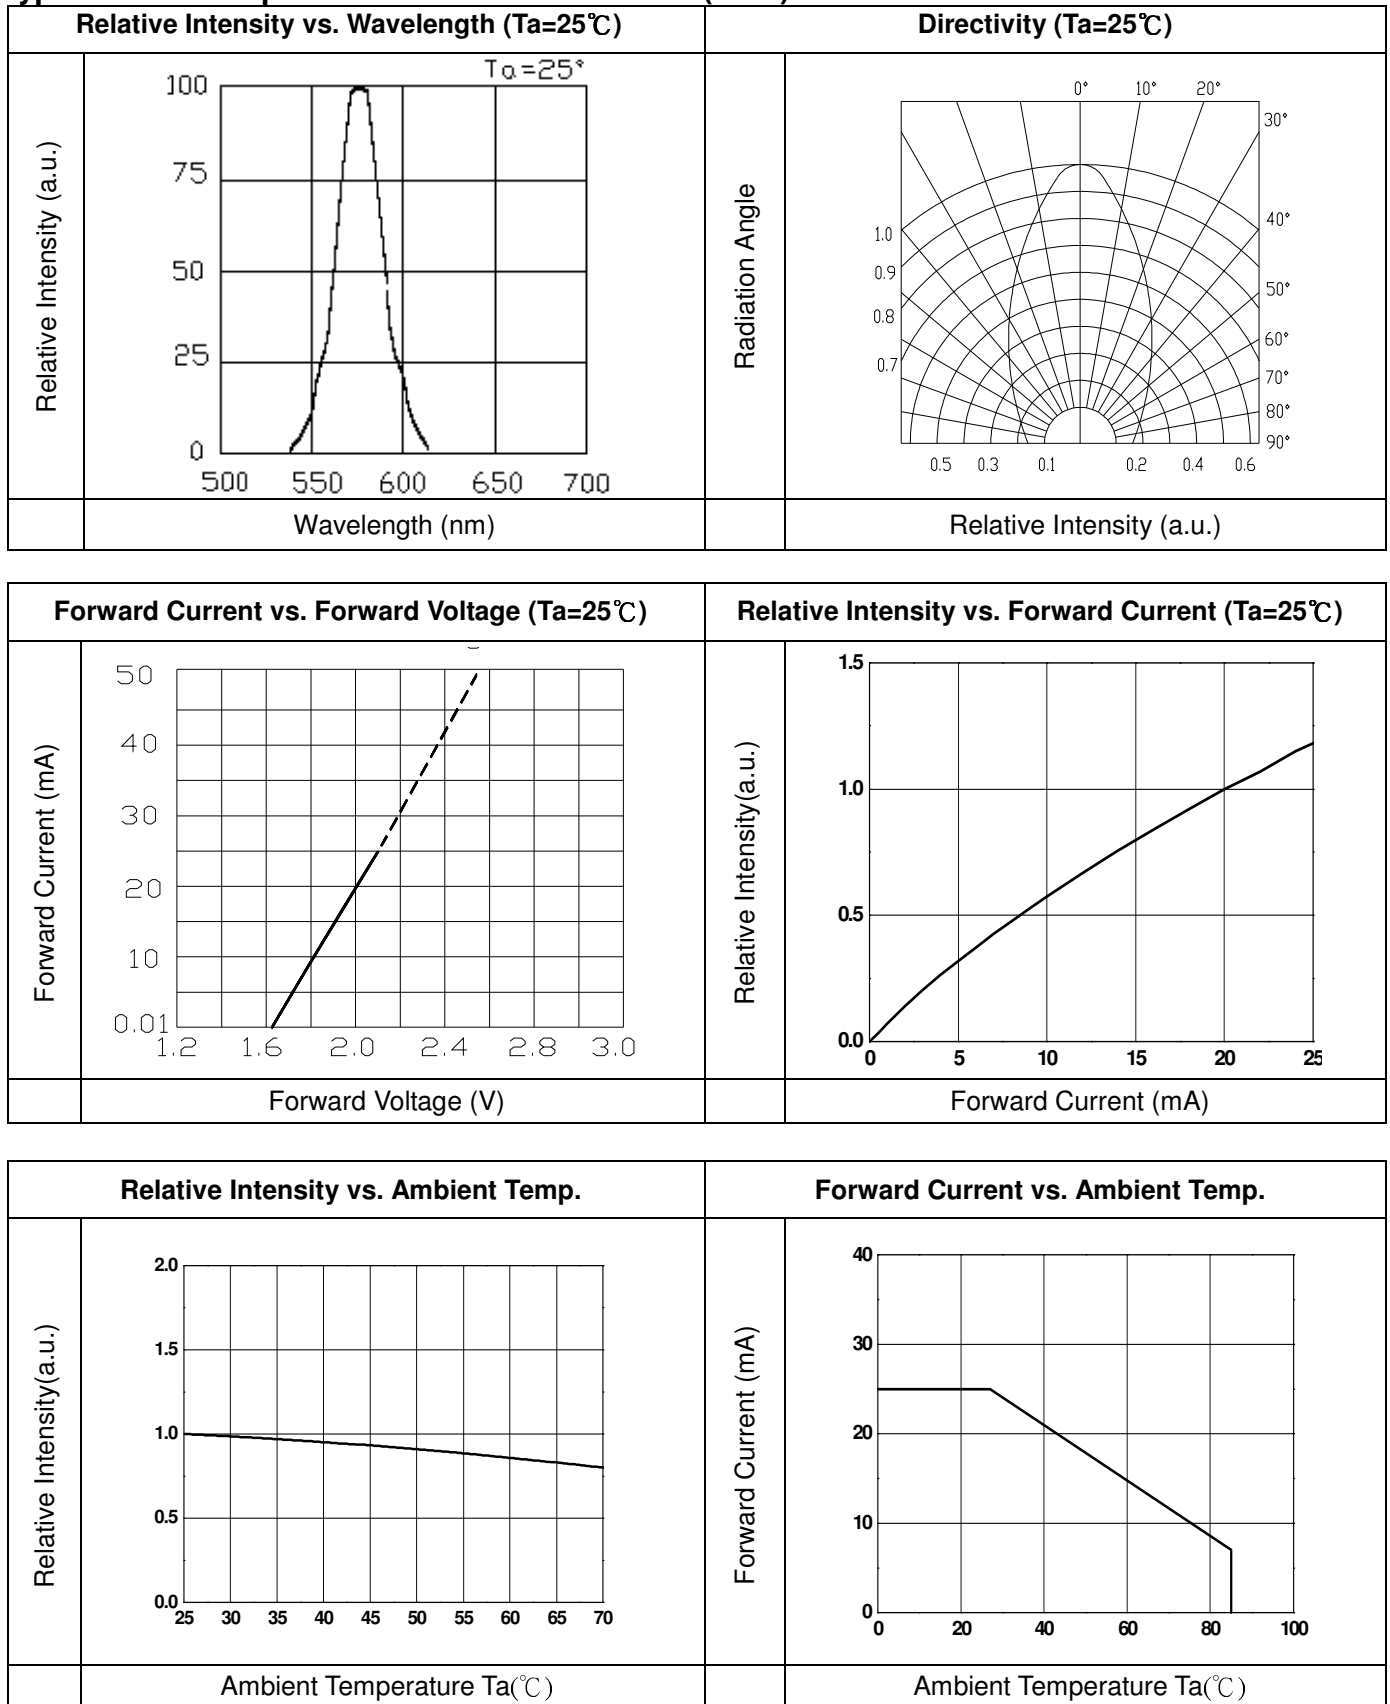 Relative Intensity vs. Wavelength (Ta=25℃)
Directivity (Ta=25℃)
Relative Intensity (a.u.)
Ta=25°
100
75
50
25
0
500 550 600 650 700
Wavelength (nm)
Radiation Angle
0° 10° 20°
30°
40°
50°
60°
70°
80°
90°
1.0
0.9
0.8
0.7
0.5 0.3 0.1 0.2 0.4 0.6
Relative Intensity (a.u.)
Forward Current vs. Forward Voltage (Ta=25℃)
Relative Intensity vs. Forward Current (Ta=25℃)
Forward Current (mA)
50
40
30
20
10
0.01
1.2 1.6 2.0 2.4 2.8 3.0
Forward Voltage (V)
Relative Intensity(a.u.)
1.5
1.0
0.5
0.0
0 5 10 15 20 25
Forward Current (mA)
Relative Intensity vs. Ambient Temp.
Forward Current vs. Ambient Temp.
Relative Intensity(a.u.)
2.0
1.5
1.0
0.5
0.0
25 30 35 40 45 50 55 60 65 70
Ambient Temperature Ta(℃)
Forward Current (mA)
40
30
20
10
0
0 20 40 60 80 100
Ambient Temperature Ta(℃)